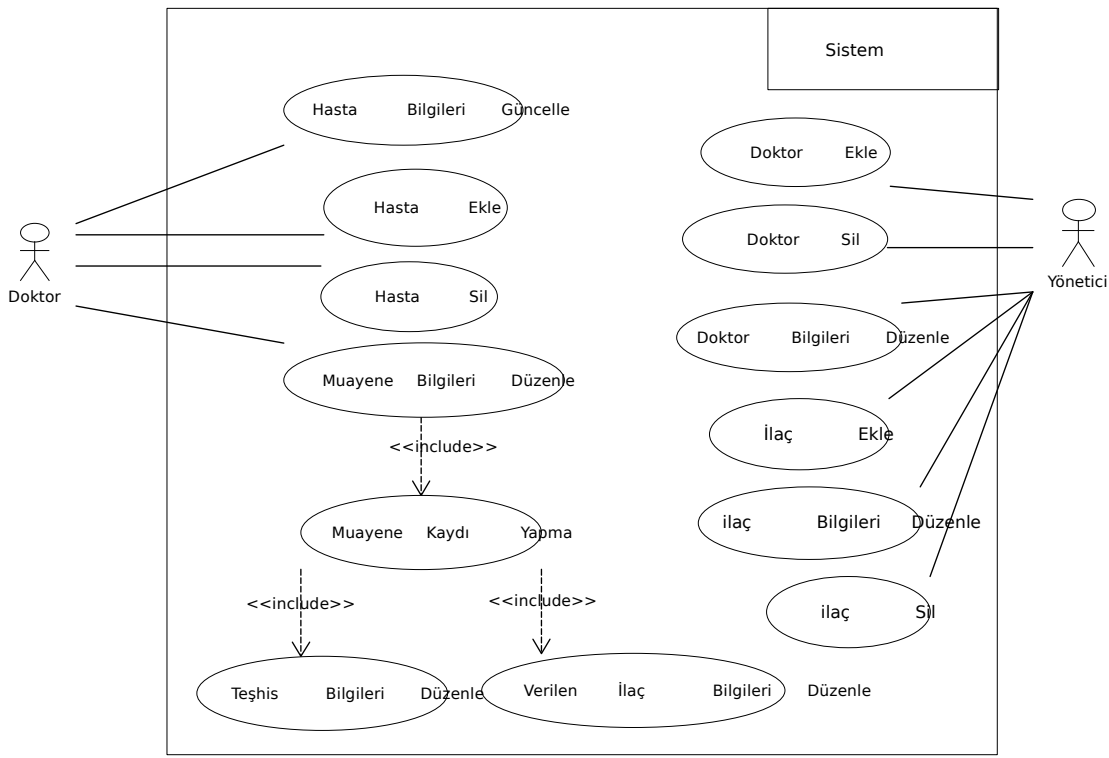 Sistem
Hasta Bilgileri Güncelle
Hasta Ekle
Hasta Sil
Muayene Bilgileri Düzenle
<<include>>
Muayene Kaydı Yapma
<<include>>
<<include>>
Teşhis Bilgileri Düzenle
Verilen İlaç Bilgileri Düzenle
Doktor
Doktor Ekle
Doktor Sil
Doktor Bilgileri Düzenle
İlaç Ekle
ilaç Bilgileri Düzenle
ilaç Sil
Yönetici